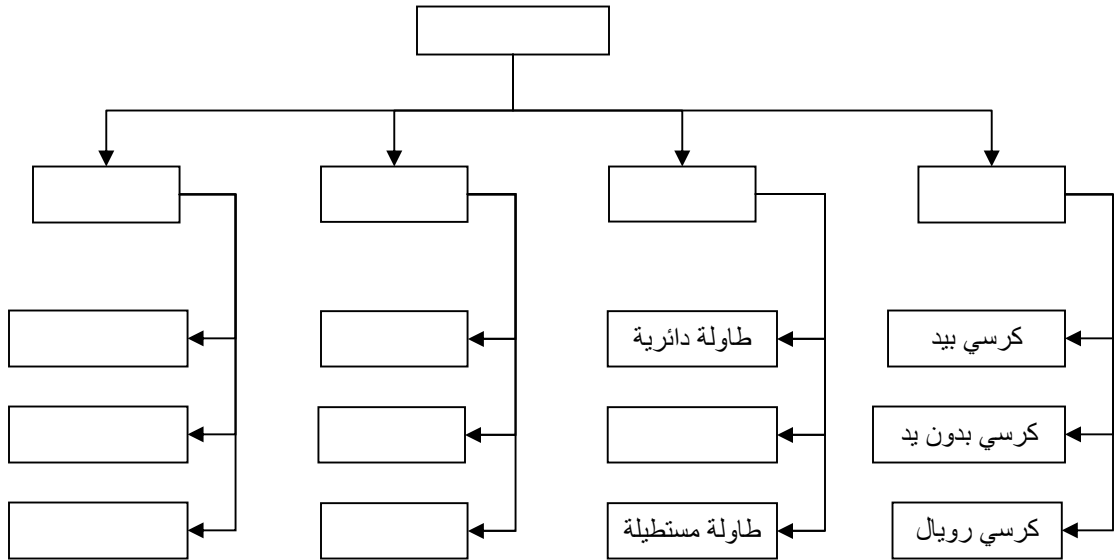 كرسي بيد
طاولة دائرية
كرسي بدون يد
كرسي رويال
طاولة مستطيلة